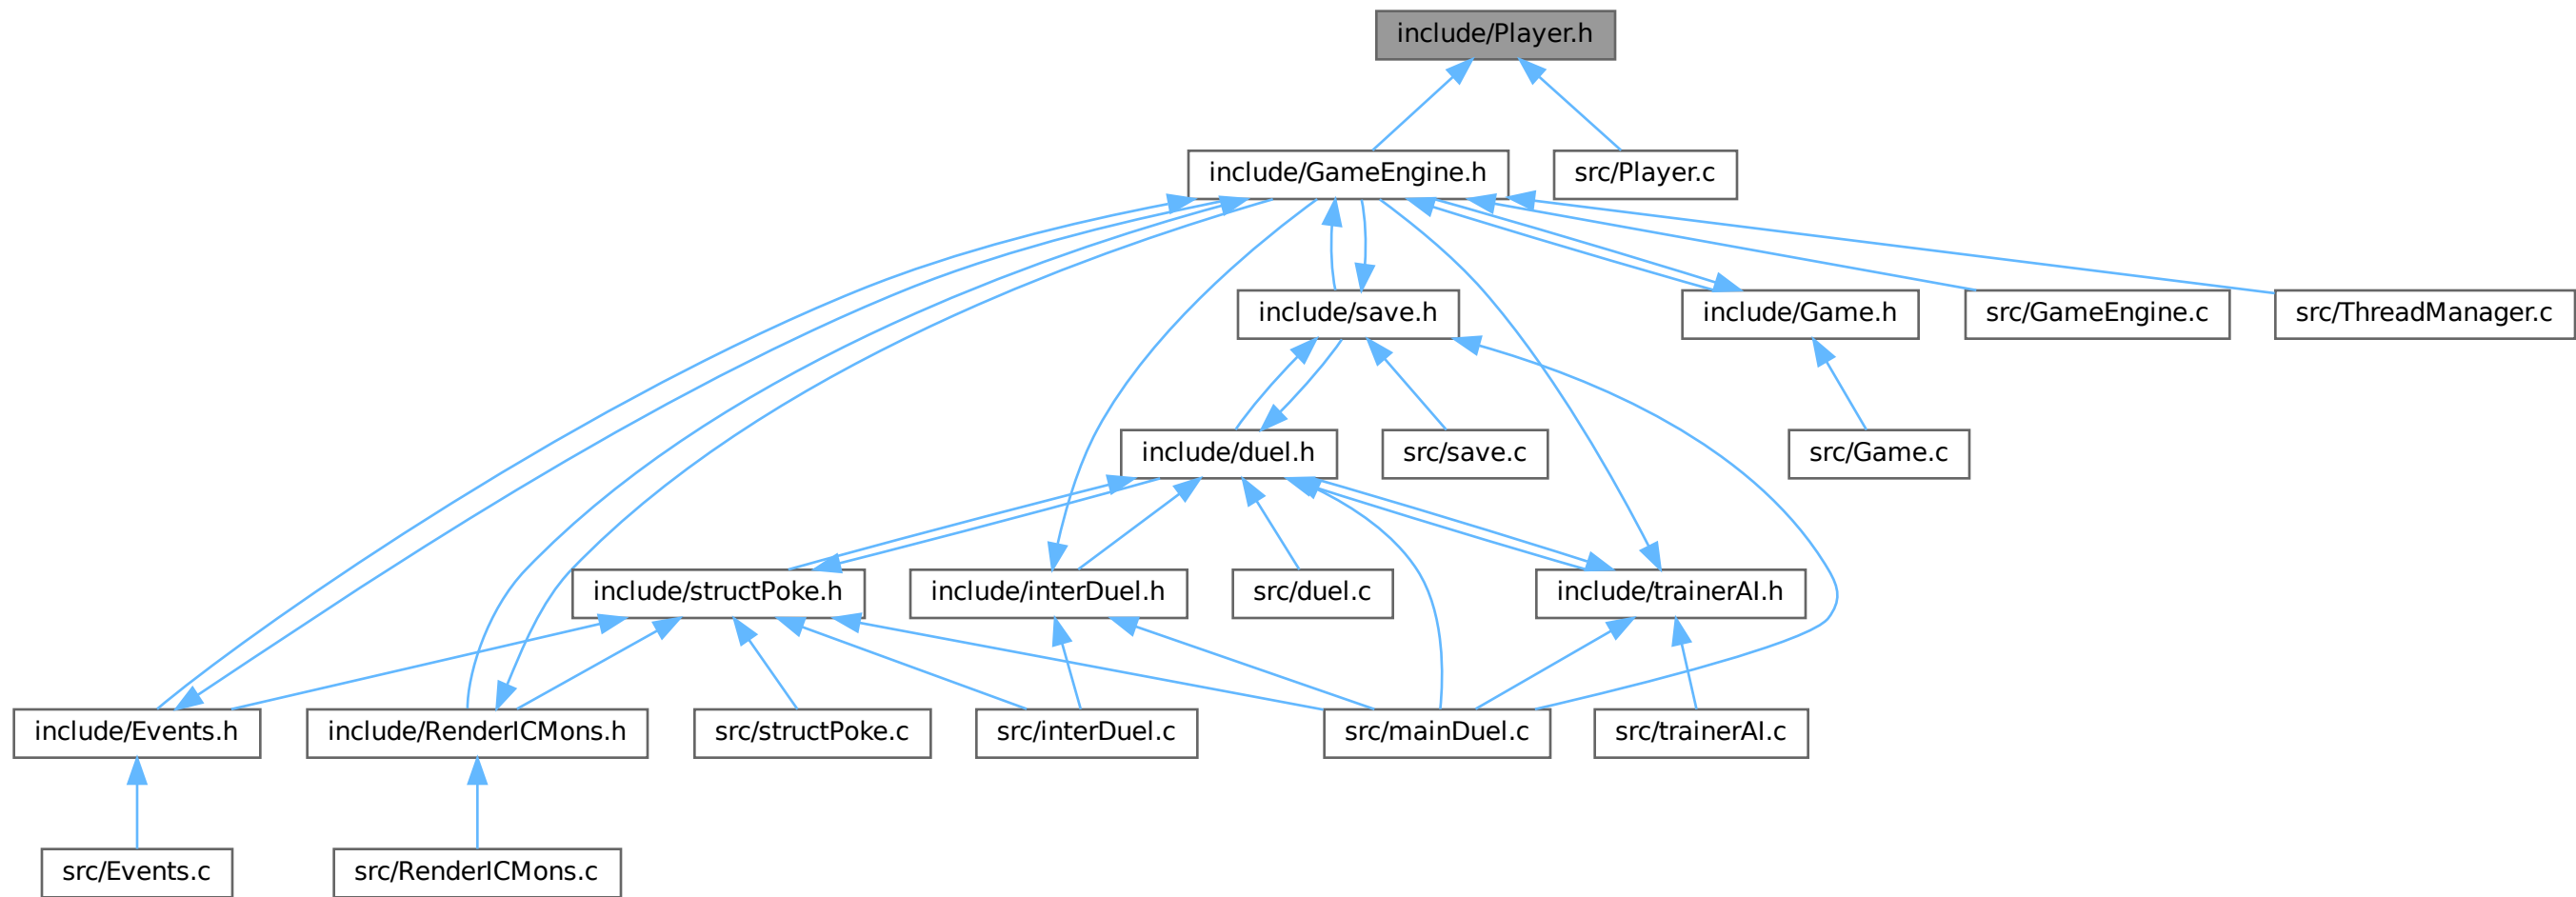 include/Player.h
include/GameEngine.h
src/Player.c
include/save.h
include/Game.h
src/GameEngine.c
src/ThreadManager.c
include/duel.h
src/save.c
src/Game.c
include/structPoke.h
include/interDuel.h
src/duel.c
include/trainerAI.h
include/Events.h
include/RenderICMons.h
src/structPoke.c
src/interDuel.c
src/mainDuel.c
src/trainerAI.c
src/Events.c
src/RenderICMons.c